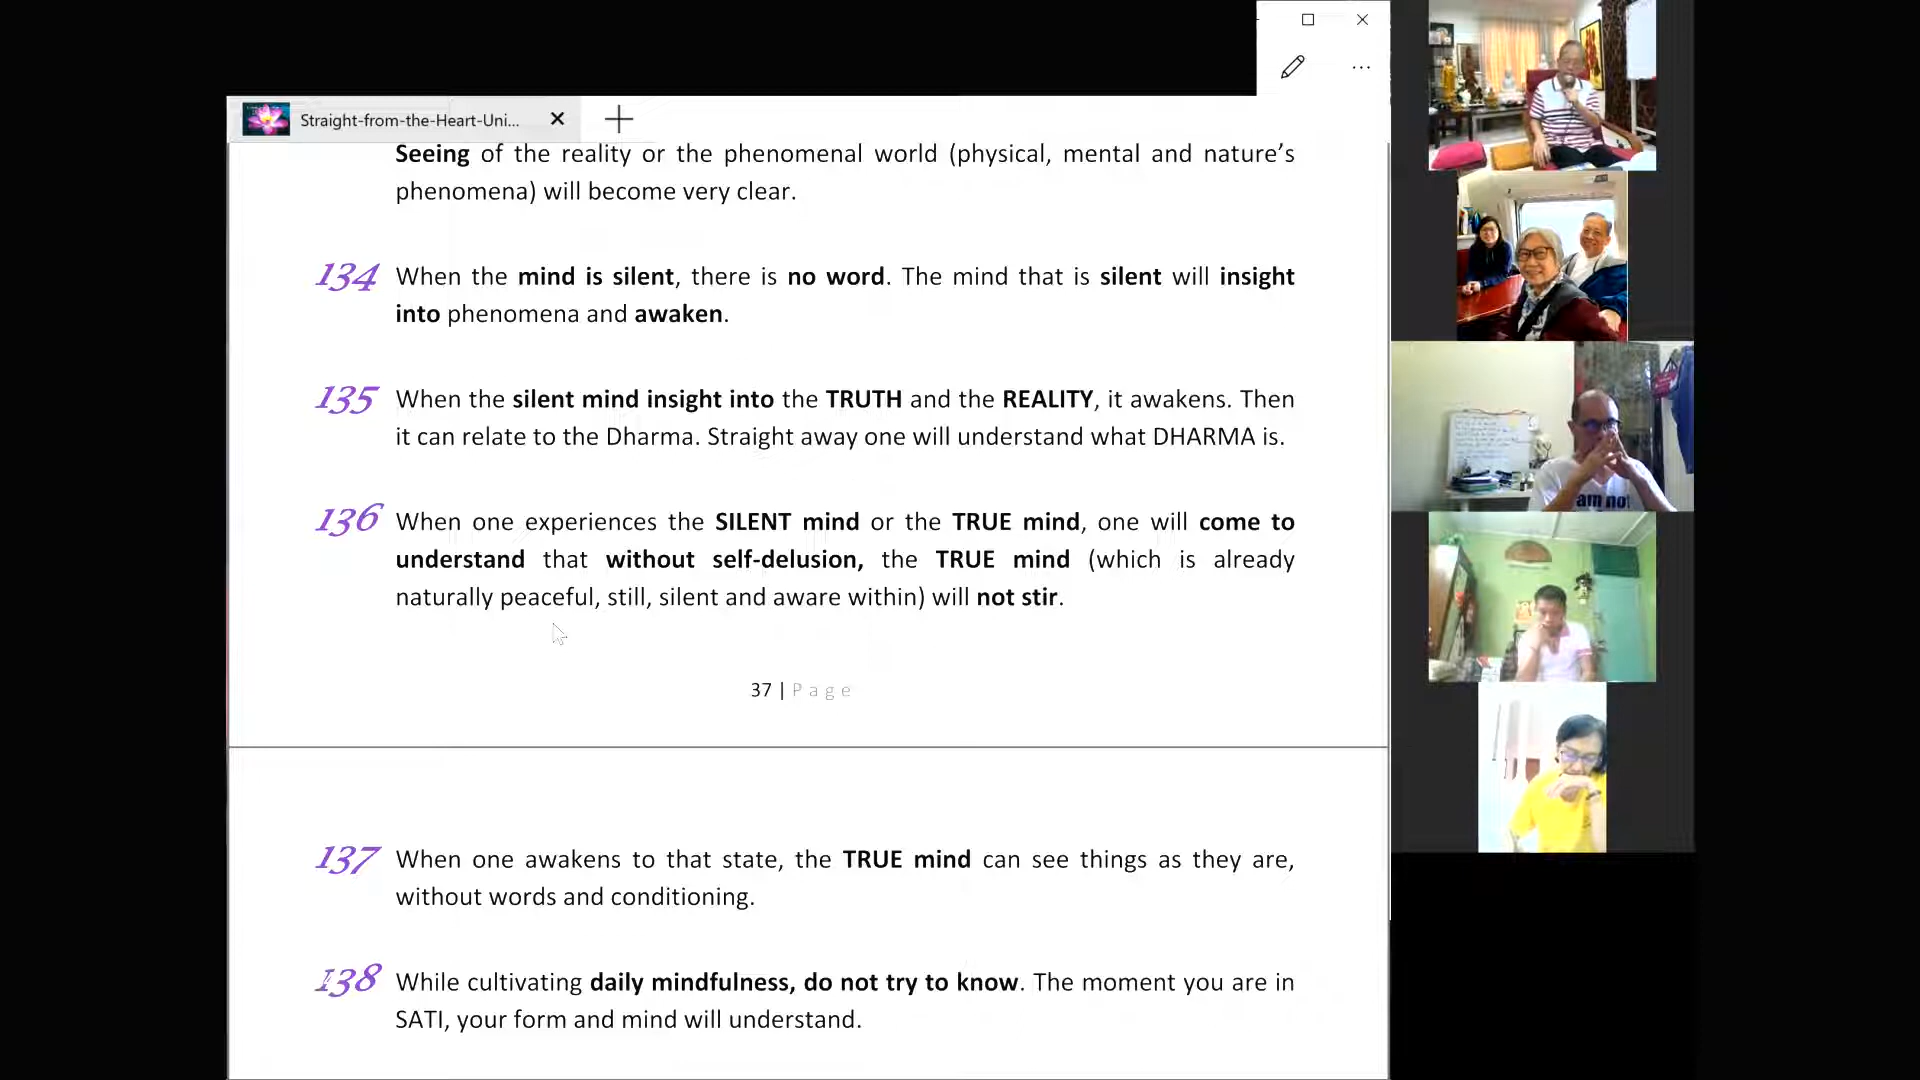 Straight-from-the-Heart-Uni...
Seeing of the reality or the phenomenal world (physical, mental and nature's
phenomena) will become very clear.
134 When the mind is silent, there is no word. The mind that is silent will insight
into phenomena and awaken.
135 When the silent mind insight into the TRUTH and the REALITY, it awakens. Then
it can relate to the Dharma. Straight away one will understand what DHARMA is.
136 When one experiences the SILENT mind or the TRUE mind, one will come to
understand that without self-delusion, the TRUE mind (which is already
naturally peaceful, still, silent and aware within) will not stir.
37 | Page
137 When one awakens to that state, the TRUE mind can see things as they are,
without words and conditioning.
138 While cultivating daily mindfulness, do not try to know. The moment you are in
SATI, your form and mind will understand.
am not